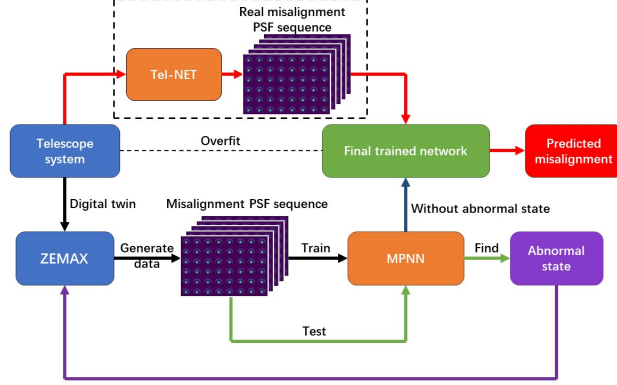 Real misalignment
PSF sequence
Tel-NET
Telescope
system
Overfit
Final trained network
Predicted
misalignment
Digital twin
Misalignment PSF sequence
Without abnormal state
ZEMAX
Generate
data
Train
MPNN
Find
Abnormal
state
Test